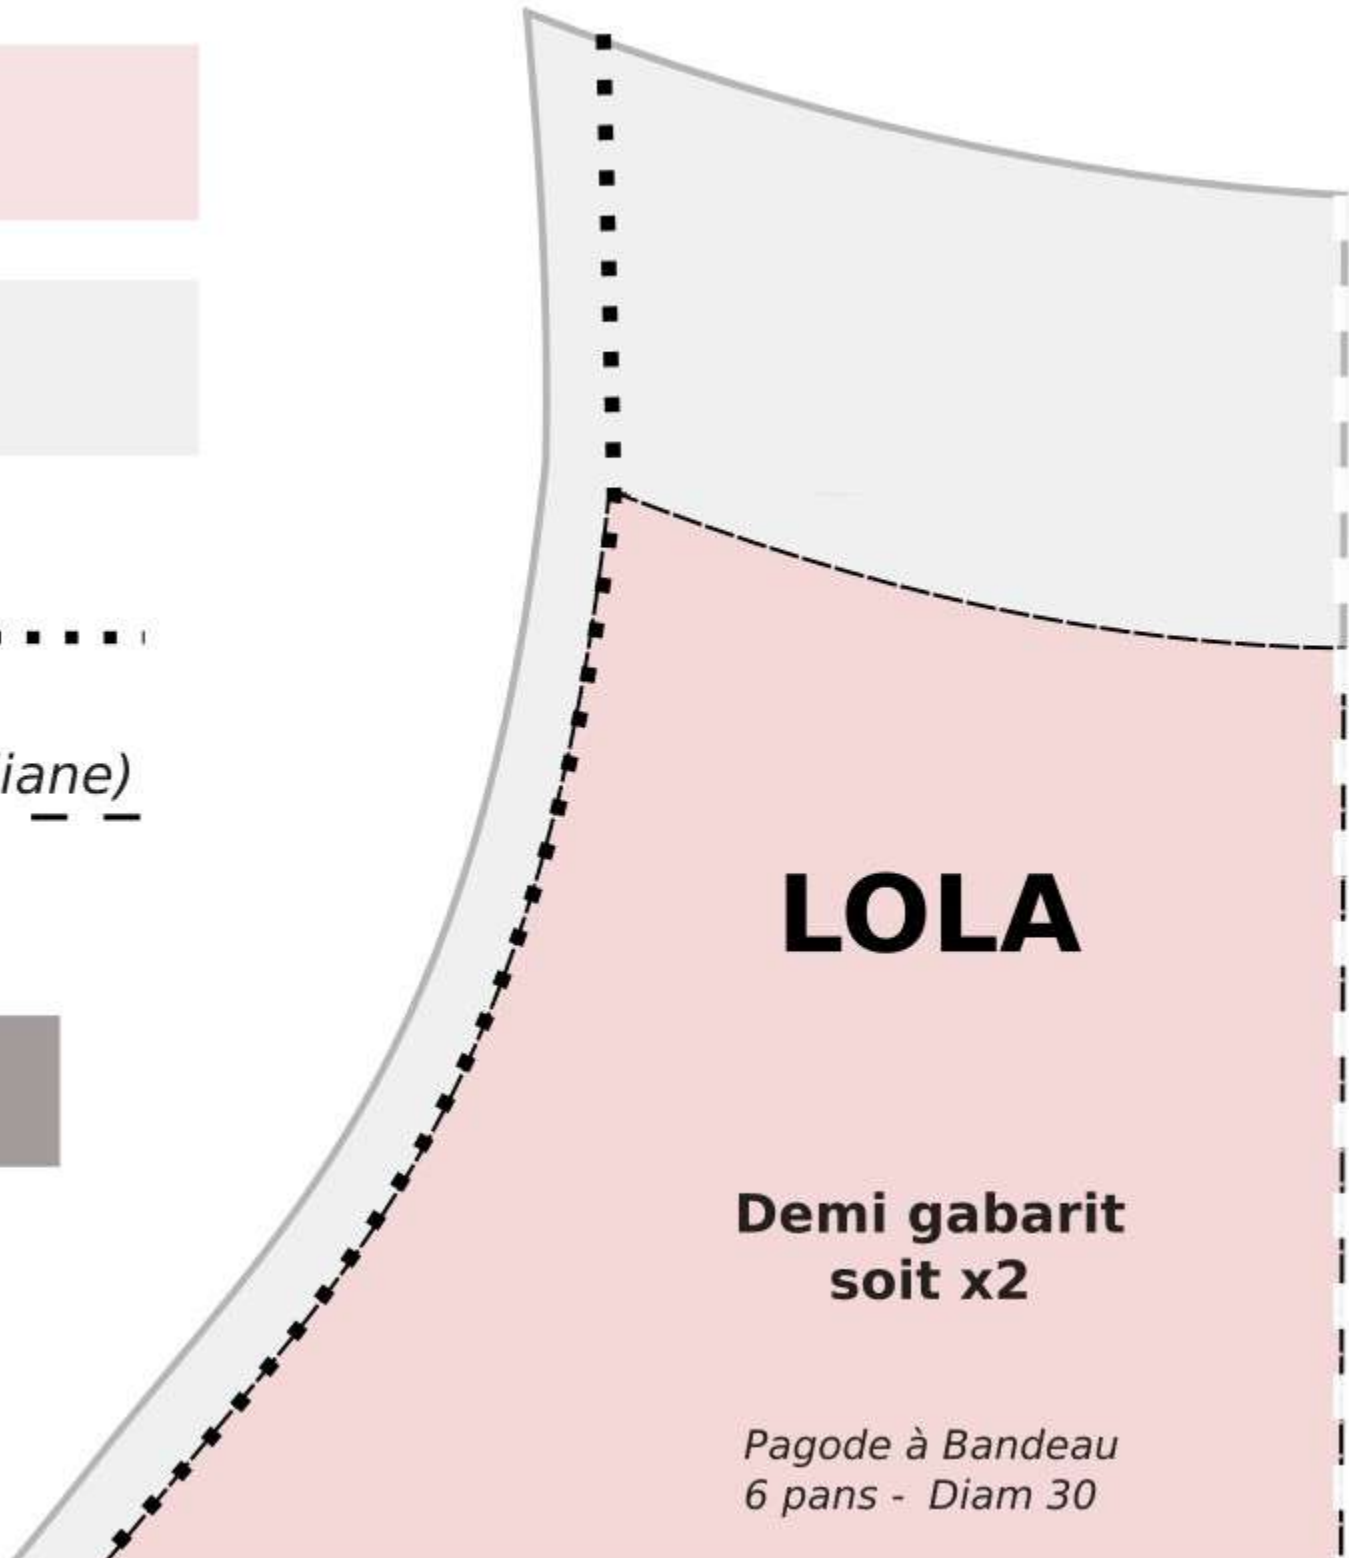 iane)
LOLA
Demi gabarit
soit x2
Pagode à Bandeau
6 pans - Diam 30